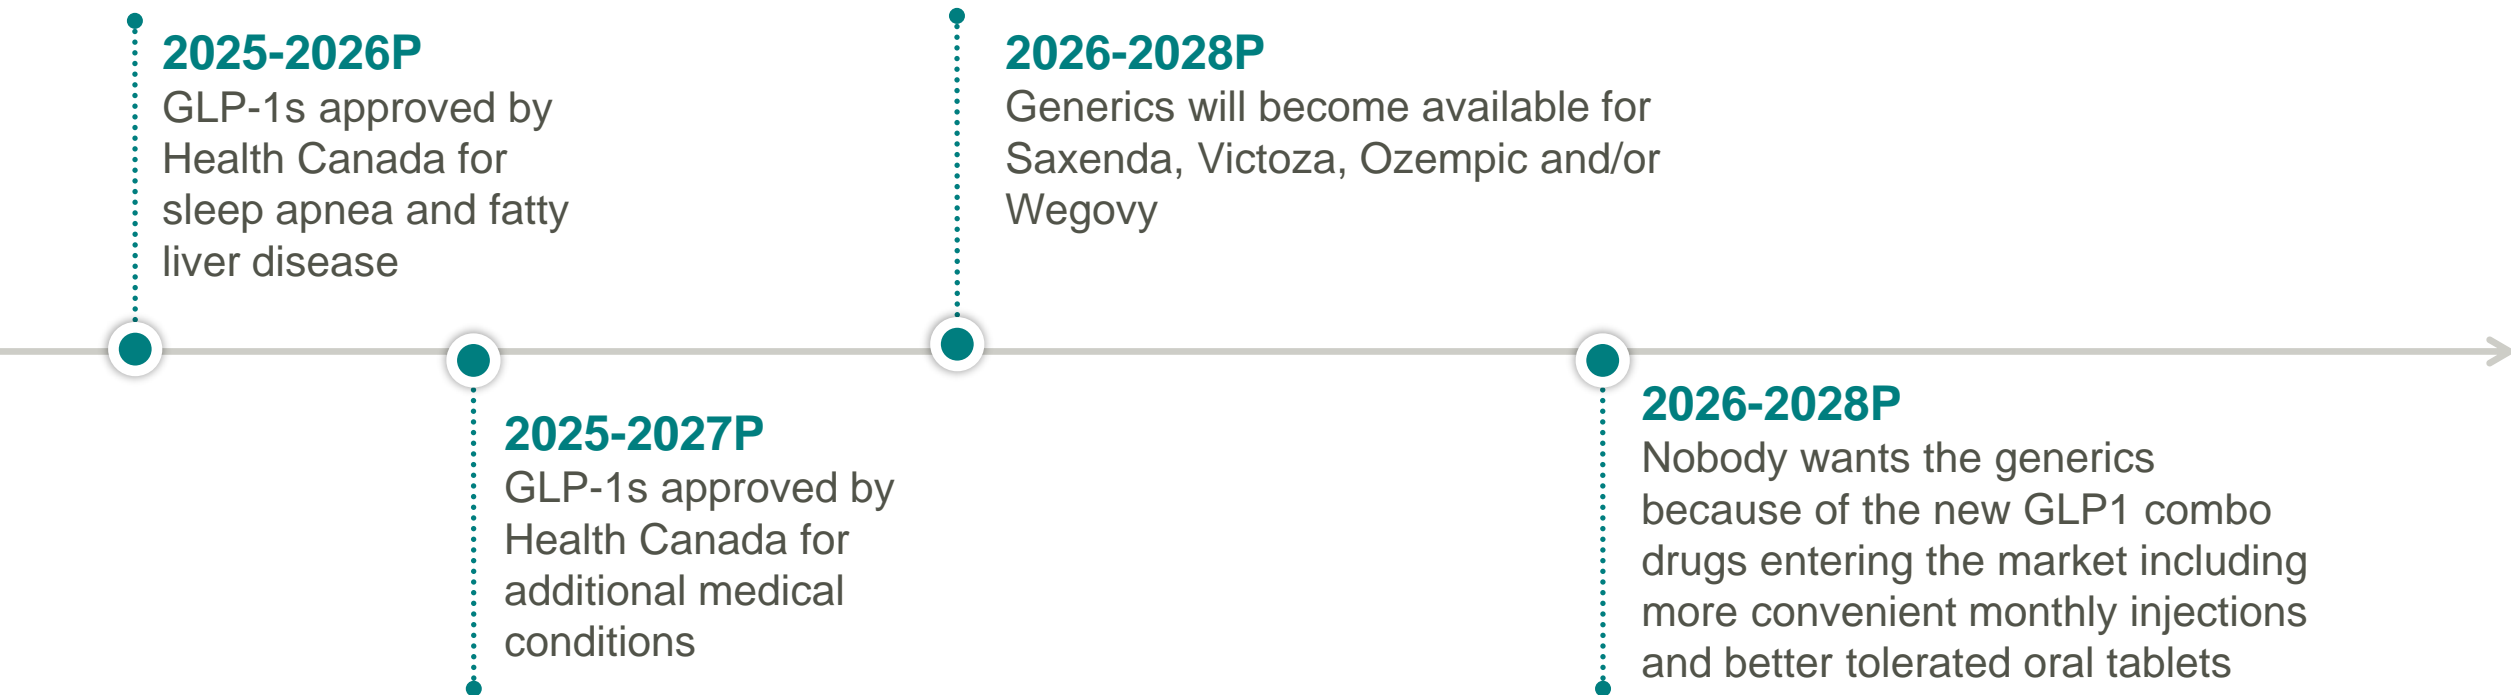 2025-2026P
GLP-1s approved by
Health Canada for
sleep apnea and fatty
liver disease
2025-2027P
GLP-1s approved by
Health Canada for
additional medical
conditions
2026-2028P
Generics will become available for
Saxenda, Victoza, Ozempic and/or
Wegovy
2026-2028P
Nobody wants the generics
because of the new GLP1 combo
drugs entering the market including
more convenient monthly injections
and better tolerated oral tablets